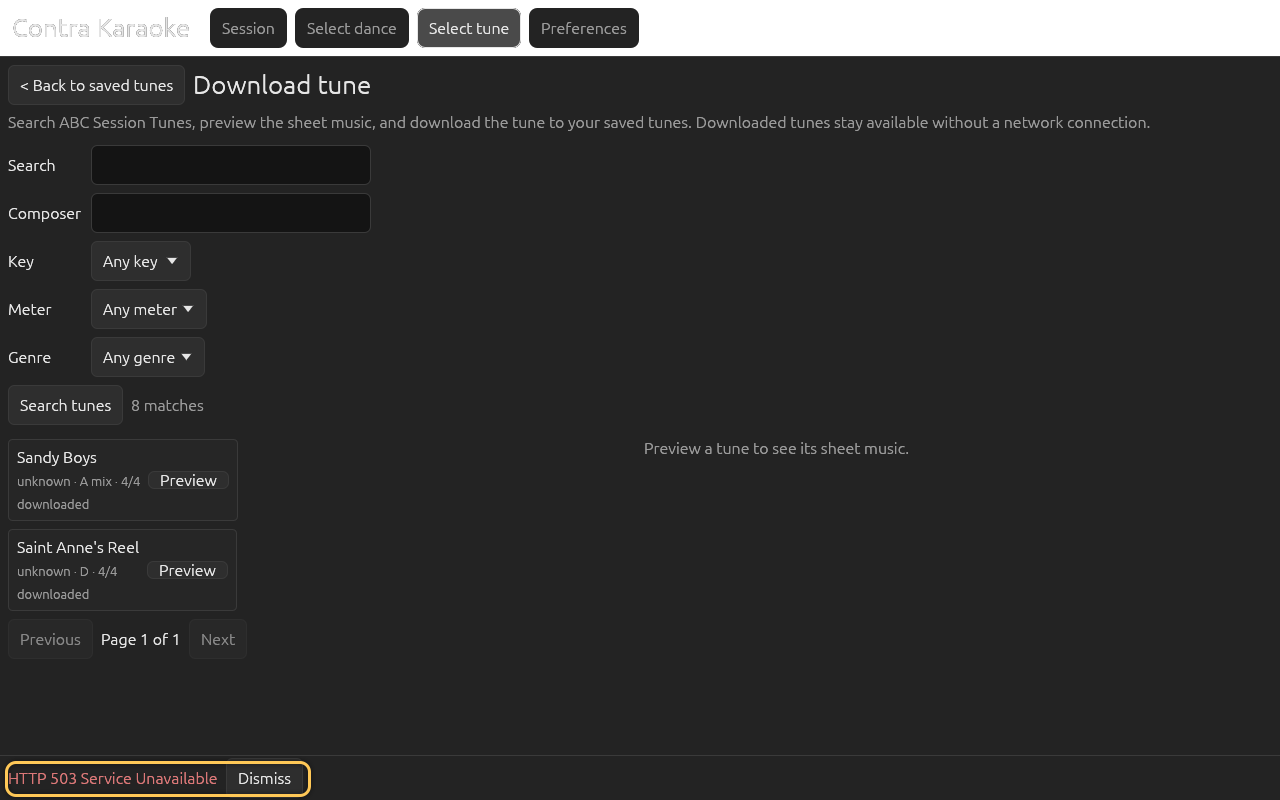 Contra Karaoke Session Select dance Select tune Preferences
< Back to saved tunes Download tune
Search ABC Session Tunes, preview the sheet music, and download the tune to your saved tunes. Downloaded tunes stay available without a network connection.
Search
Composer
Key Any key
Meter Any meter
Genre Any genre
Search tunes 8 matches
Preview a tune to see its sheet music.
Sandy Boys
unknown · A mix · 4/4 Preview
downloaded
Saint Anne's Reel
unknown · D · 4/4 Preview
downloaded
Previous Page 1 of 1 Next
HTTP 503 Service Unavailable Dismiss